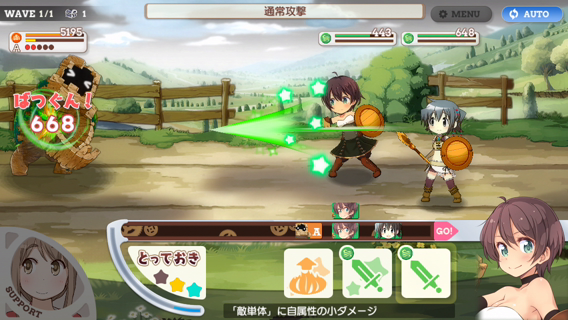 WAVE 1/1
1
通常攻撃
MENU
AUTO
5195
443
648
A
ばつぐん!
668
A
GO!
とっておき
SUPPORT
「敵単体」に自属性の小ダメージ